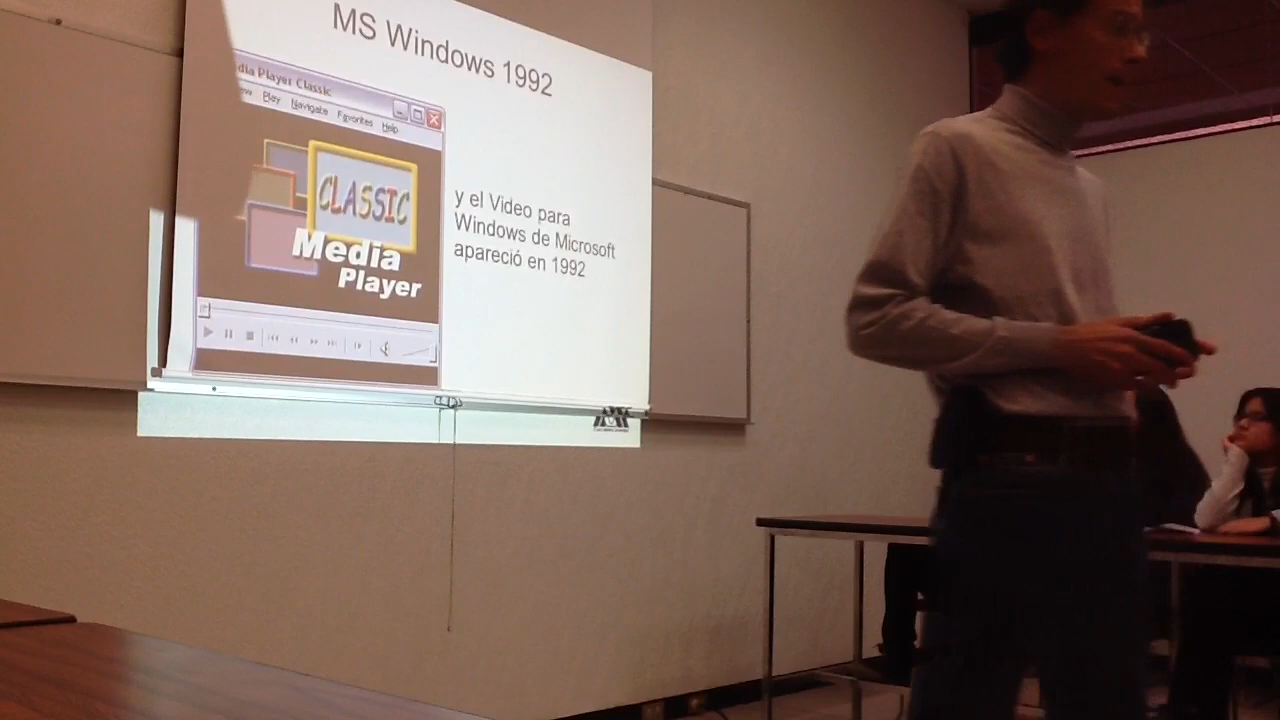 MS Windows 1992
dia Player Classic
Play Navigate Favorites Help
CLASSIC
Media
Player
y el Video para
Windows de Microsoft
apareció en 1992